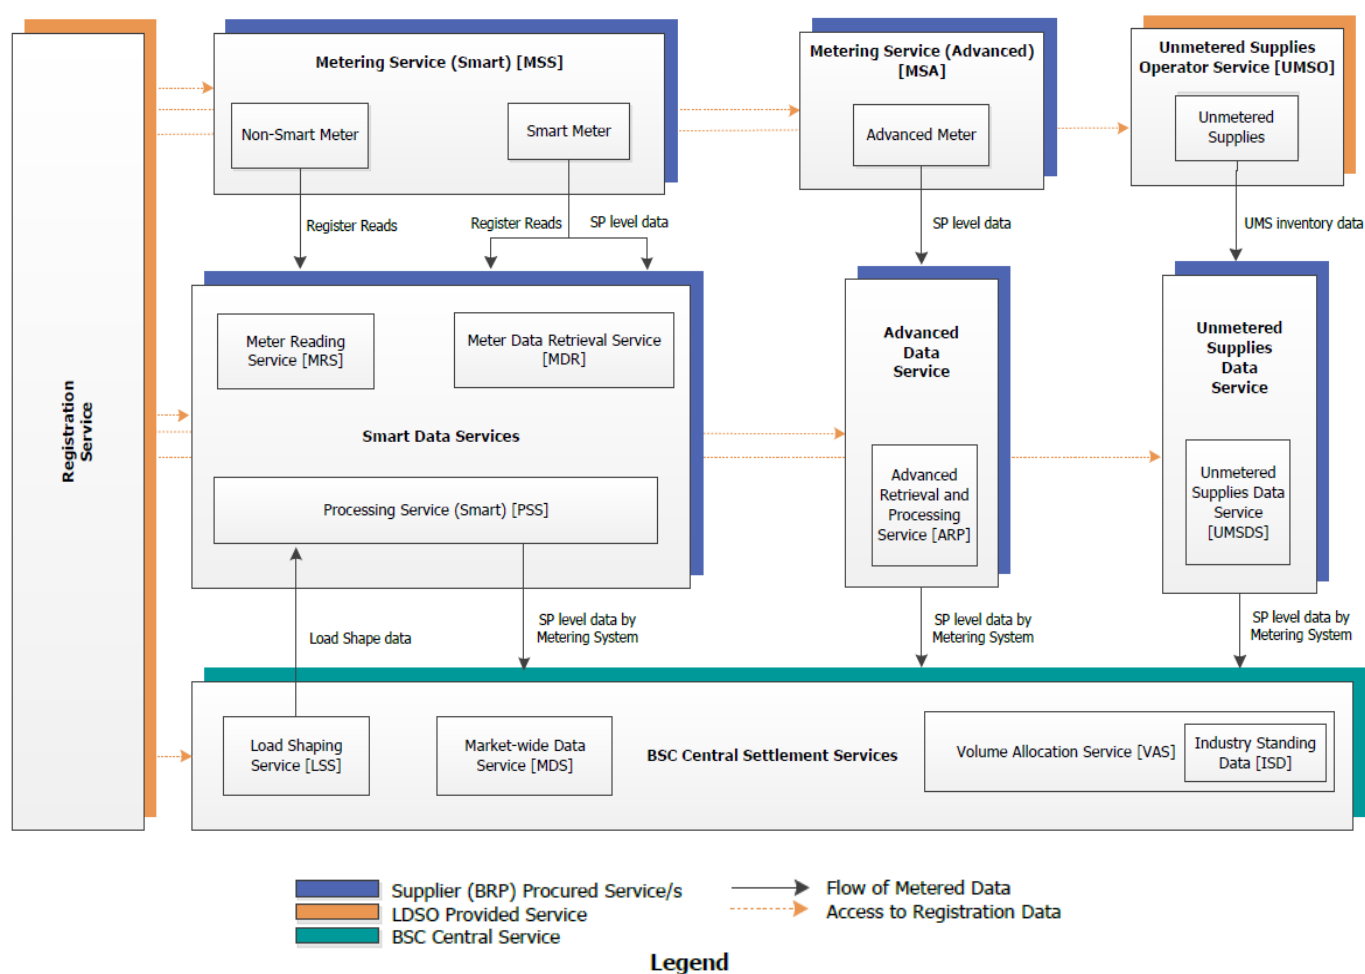 Metering Service (Smart) [MSS]
Non-Smart Meter
Smart Meter
Metering Service (Advanced)
[MSA]
Advanced Meter
Unmetered Supplies
Operator Service [UMSO]
Unmetered
Supplies
Register Reads
Register Reads
SP level data
SP level data
UMS inventory data
Registration
Service
Meter Reading
Service [MRS]
Meter Data Retrieval Service
[MDR]
Smart Data Services
Processing Service (Smart) [PSS]
Advanced
Data
Service
Advanced
Retrieval and
Processing
Service [ARP]
Unmetered
Supplies
Data
Service
Unmetered
Supplies Data
Service
[UMSDS]
Load Shape data
SP level data by
Metering System
SP level data by
Metering System
SP level data by
Metering System
Load Shaping
Service [LSS]
Market-wide Data
Service [MDS]
BSC Central Settlement Services
Volume Allocation Service [VAS]
Industry Standing
Data [ISD]
Supplier (BRP) Procured Service/s
LDSO Provided Service
BSC Central Service
Flow of Metered Data
Access to Registration Data
Legend